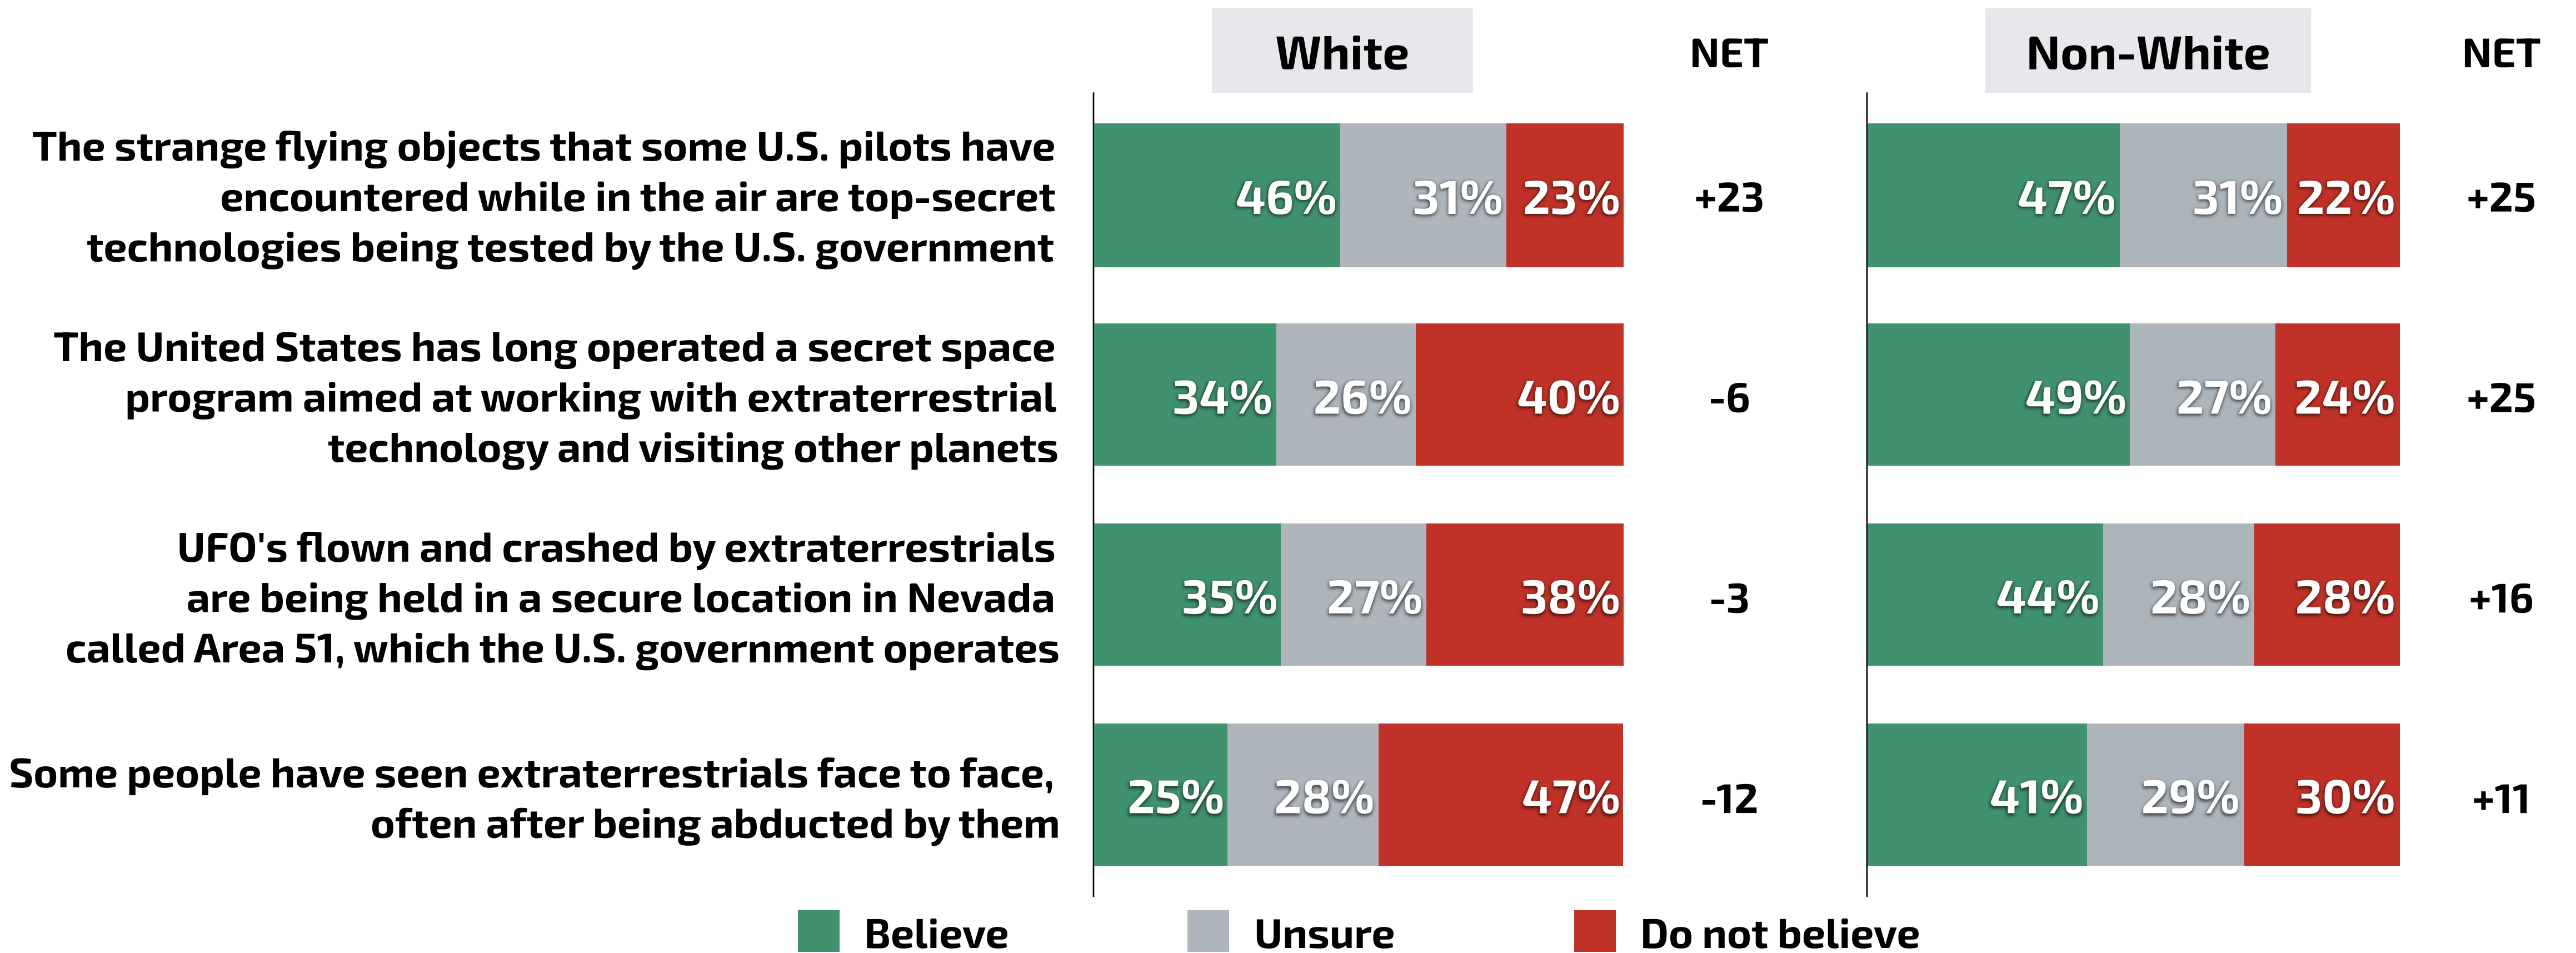 White NET Non-White NET
The strange flying objects that some U.S. pilots have
encountered while in the air are top-secret
technologies being tested by the U.S. government
46% 31% 23% +23 47% 31% 22% +25
The United States has long operated a secret space
program aimed at working with extraterrestrial
technology and visiting other planets
34% 26% 40% -6 49% 27% 24% +25
UFO's flown and crashed by extraterrestrials
are being held in a secure location in Nevada
called Area 51, which the U.S. government operates
35% 27% 38% -3 44% 28% 28% +16
Some people have seen extraterrestrials face to face,
often after being abducted by them
25% 28% 47% -12 41% 29% 30% +11
Believe Unsure Do not believe